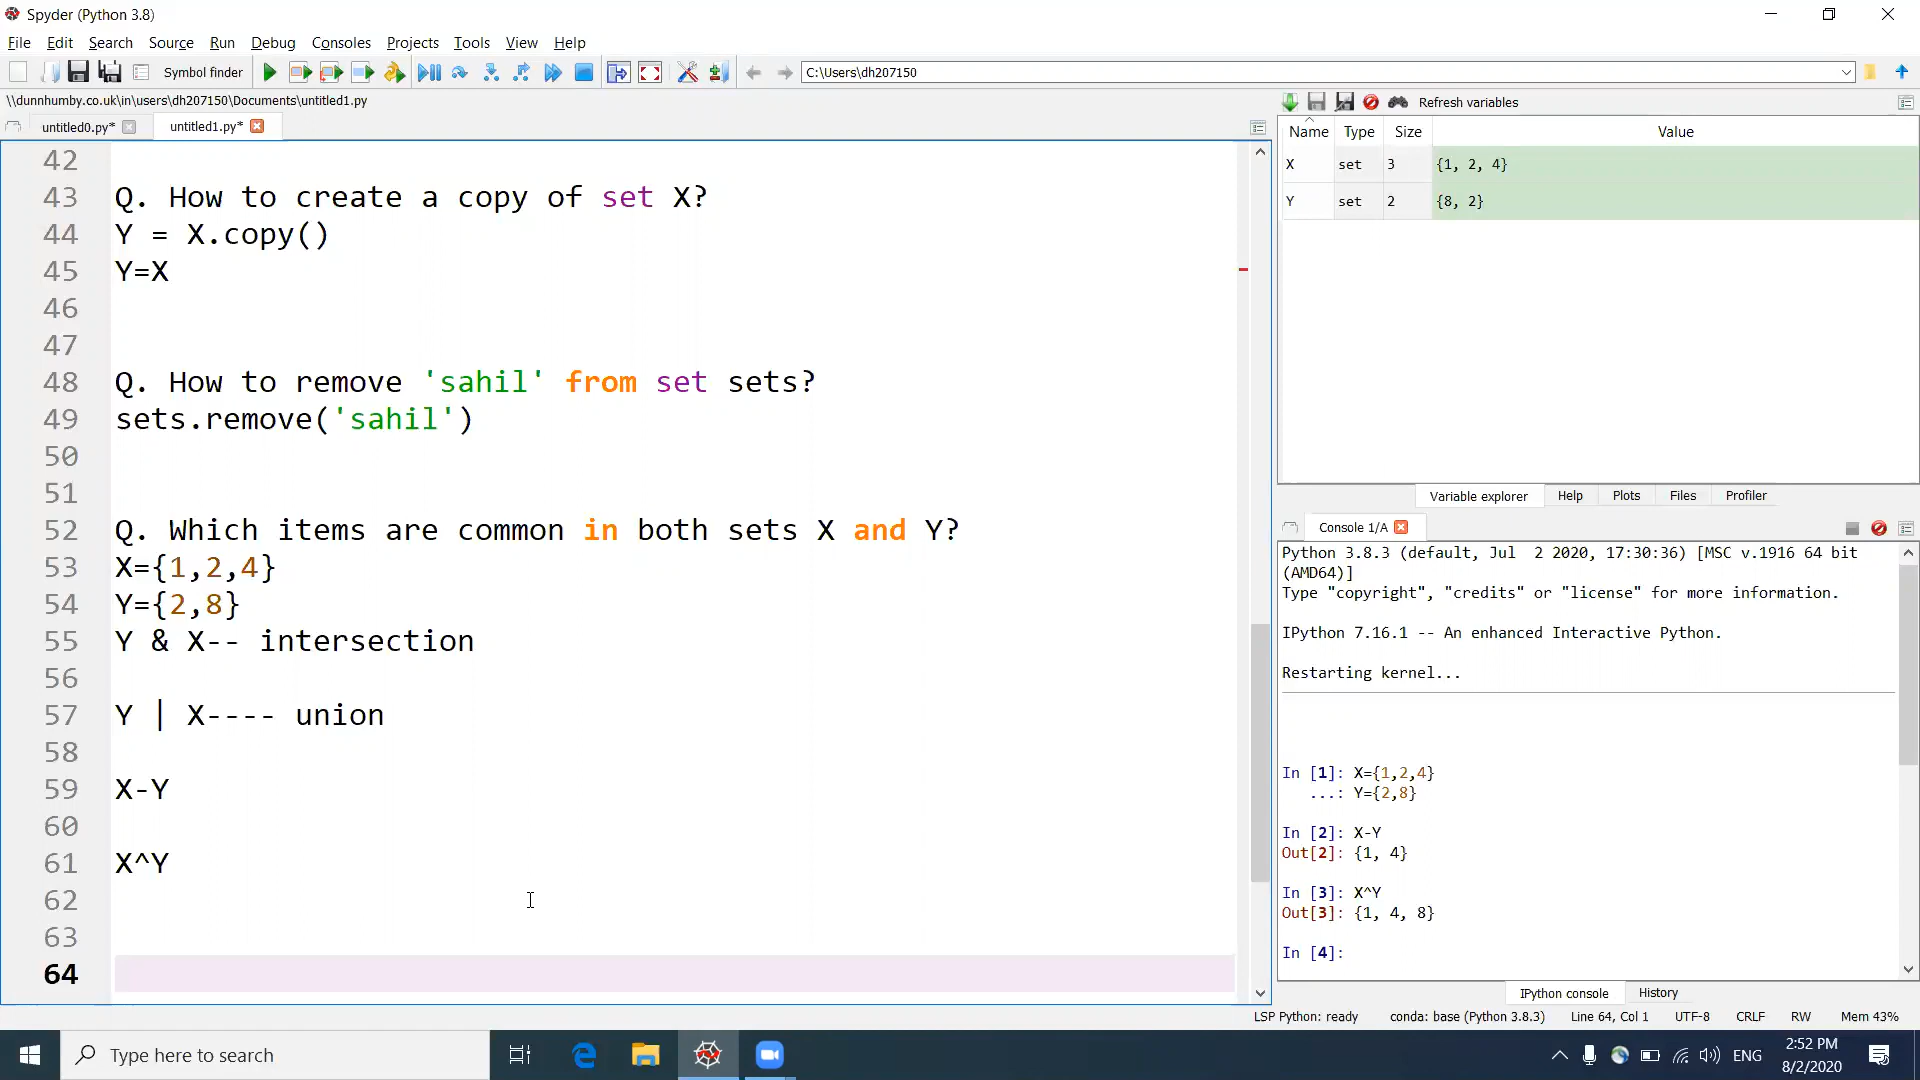 Spyder (Python 3.8)
File Edit Search Source Run Debug Consoles Projects Tools View Help
Symbol finder
C:\Users\dh207150
\\dunnhumby.co.uk\in\users\dh207150\Documents\untitled1.py
untitled0.py*
untitled1.py*
42
43 Q. How to create a copy of set X?
44 Y = X.copy()
45 Y=X
46
47
48 Q. How to remove 'sahil' from set sets?
49 sets.remove('sahil')
50
51
52 Q. Which items are common in both sets X and Y?
53 X={1,2,4}
54 Y={2,8}
55 Y & X-- intersection
56
57 Y | X---- union
58
59 X-Y
60
61 X^Y
62
63
64
Refresh variables
Name Type Size Value
X set 3 {1, 2, 4}
Y set 2 {8, 2}
Variable explorer Help Plots Files Profiler
Console 1/A
Python 3.8.3 (default, Jul 2 2020, 17:30:36) [MSC v.1916 64 bit
(AMD64)]
Type "copyright", "credits" or "license" for more information.
IPython 7.16.1 -- An enhanced Interactive Python.
Restarting kernel...
In [1]: X={1,2,4}
...: Y={2,8}
In [2]: X-Y
Out[2]: {1, 4}
In [3]: X^Y
Out[3]: {1, 4, 8}
In [4]:
IPython console History
LSP Python: ready conda: base (Python 3.8.3) Line 64, Col 1 UTF-8 CRLF RW Mem 43%
Type here to search
ENG
2:52 PM
8/2/2020